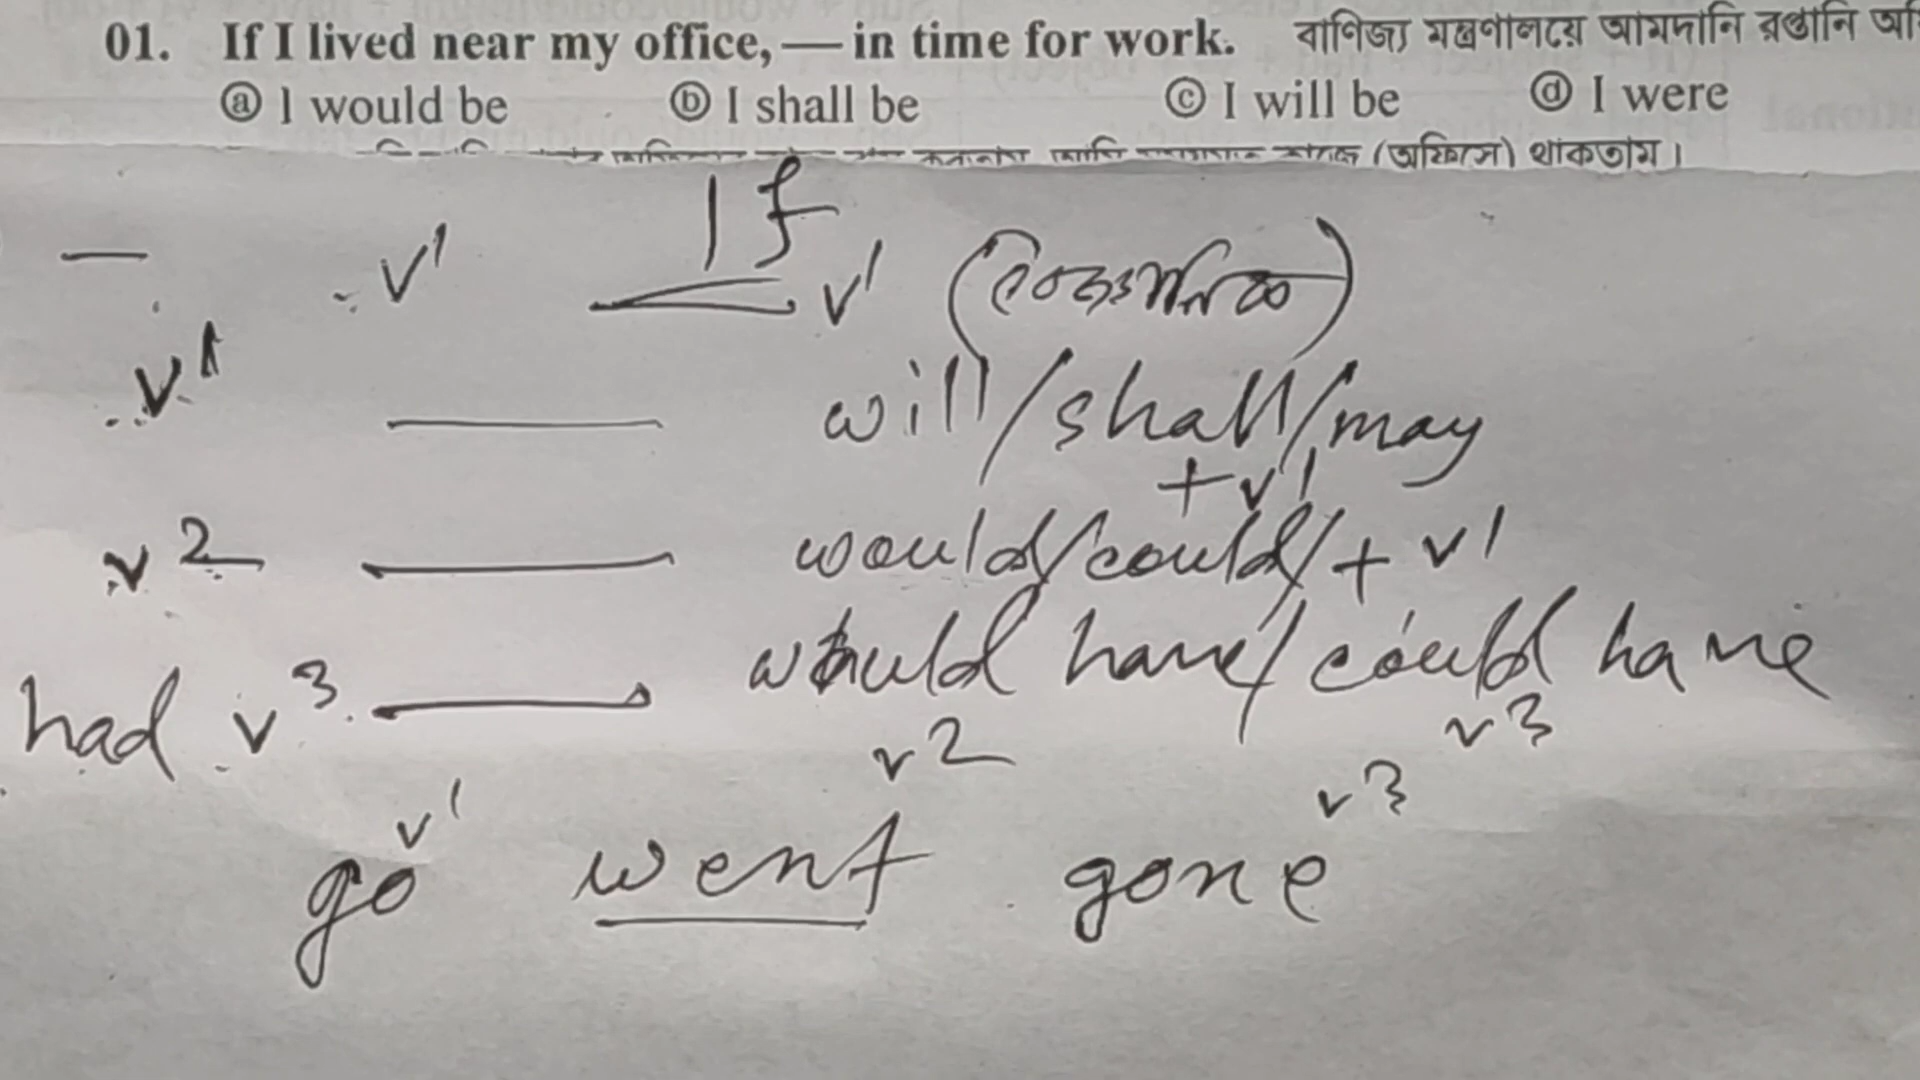 01. If I lived near my office, — in time for work. বাণিজ্য মন্ত্রণালয়ে আমদানি রপ্তানি
ⓐ I would be ⓑ I shall be ⓒ I will be ⓓ I were
(অফিসে) থাকতাম।
If
— v1 v1
v1 — will/shall/may
+ v1
v2 — would/could/ + v1
had v3 — would have/could have
v3
v1 v2 v3
go went gone